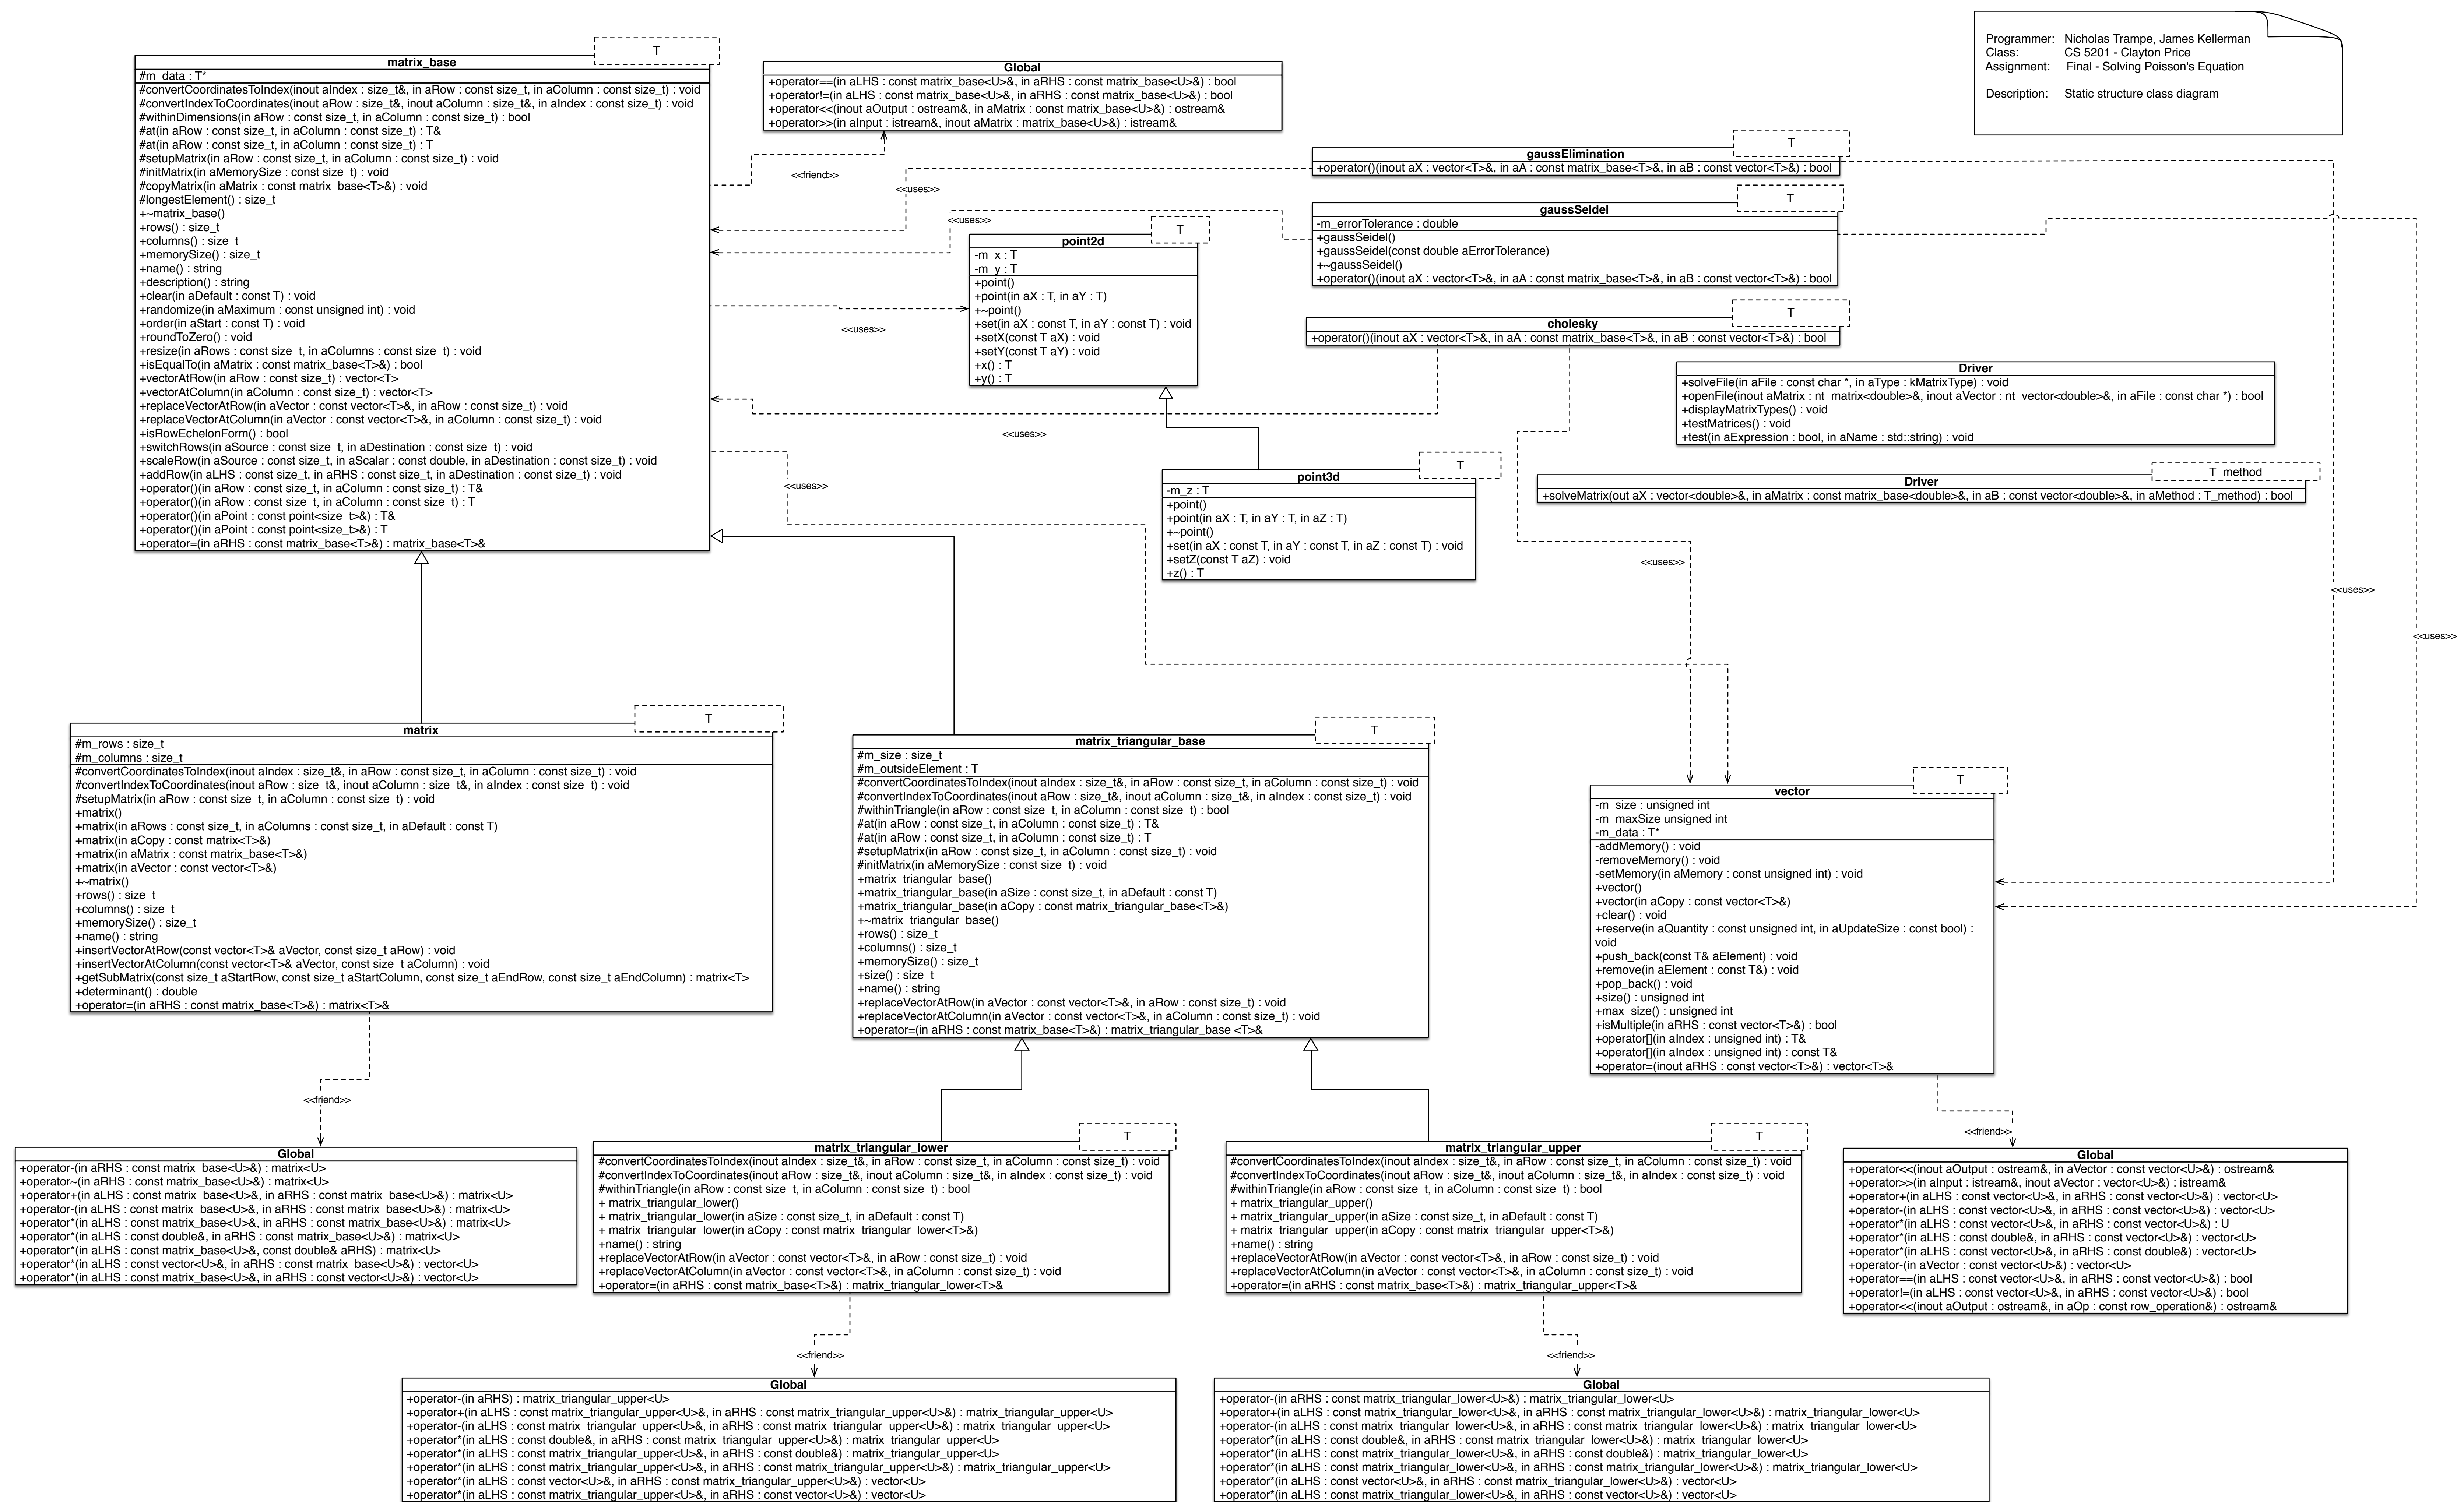 Programmer: Nicholas Trampe, James Kellerman
Class: CS 5201 - Clayton Price
Assignment: Final - Solving Poisson's Equation
Description: Static structure class diagram
T
matrix_base
#m_data : T*
#convertCoordinatesToIndex(inout aIndex : size_t&, in aRow : const size_t, in aColumn : const size_t) : void
#convertIndexToCoordinates(inout aRow : size_t&, inout aColumn : size_t&, in aIndex : const size_t) : void
#withinDimensions(in aRow : const size_t, in aColumn : const size_t) : bool
#at(in aRow : const size_t, in aColumn : const size_t) : T&
#at(in aRow : const size_t, in aColumn : const size_t) : T
#setupMatrix(in aRow : const size_t, in aColumn : const size_t) : void
#initMatrix(in aMemorySize : const size_t) : void
#copyMatrix(in aMatrix : const matrix_base<T>&) : void
#longestElement() : size_t
+~matrix_base()
+rows() : size_t
+columns() : size_t
+memorySize() : size_t
+name() : string
+description() : string
+clear(in aDefault : const T) : void
+randomize(in aMaximum : const unsigned int) : void
+order(in aStart : const T) : void
+roundToZero() : void
+resize(in aRows : const size_t, in aColumns : const size_t) : void
+isEqualTo(in aMatrix : const matrix_base<T>&) : bool
+vectorAtRow(in aRow : const size_t) : vector<T>
+vectorAtColumn(in aColumn : const size_t) : vector<T>
+replaceVectorAtRow(in aVector : const vector<T>&, in aRow : const size_t) : void
+replaceVectorAtColumn(in aVector : const vector<T>&, in aColumn : const size_t) : void
+isRowEchelonForm() : bool
+switchRows(in aSource : const size_t, in aDestination : const size_t) : void
+scaleRow(in aSource : const size_t, in aScalar : const double, in aDestination : const size_t) : void
+addRow(in aLHS : const size_t, in aRHS : const size_t, in aDestination : const size_t) : void
+operator()(in aRow : const size_t, in aColumn : const size_t) : T&
+operator()(in aRow : const size_t, in aColumn : const size_t) : T
+operator()(in aPoint : const point<size_t>&) : T&
+operator()(in aPoint : const point<size_t>&) : T
+operator=(in aRHS : const matrix_base<T>&) : matrix_base<T>&
Global
+operator==(in aLHS : const matrix_base<U>&, in aRHS : const matrix_base<U>&) : bool
+operator!=(in aLHS : const matrix_base<U>&, in aRHS : const matrix_base<U>&) : bool
+operator<<(inout aOutput : ostream&, in aMatrix : const matrix_base<U>&) : ostream&
+operator>>(in aInput : istream&, inout aMatrix : matrix_base<U>&) : istream&
<<friend>>
<<uses>>
<<uses>>
<<uses>>
<<uses>>
<<uses>>
T
point2d
-m_x : T
-m_y : T
+point()
+point(in aX : T, in aY : T)
+~point()
+set(in aX : const T, in aY : const T) : void
+setX(const T aX) : void
+setY(const T aY) : void
+x() : T
+y() : T
T
gaussElimination
+operator()(inout aX : vector<T>&, in aA : const matrix_base<T>&, in aB : const vector<T>&) : bool
T
gaussSeidel
-m_errorTolerance : double
+gaussSeidel()
+gaussSeidel(const double aErrorTolerance)
+~gaussSeidel()
+operator()(inout aX : vector<T>&, in aA : const matrix_base<T>&, in aB : const vector<T>&) : bool
T
cholesky
+operator()(inout aX : vector<T>&, in aA : const matrix_base<T>&, in aB : const vector<T>&) : bool
Driver
+solveFile(in aFile : const char *, in aType : kMatrixType) : void
+openFile(inout aMatrix : nt_matrix<double>&, inout aVector : nt_vector<double>&, in aFile : const char *) : bool
+displayMatrixTypes() : void
+testMatrices() : void
+test(in aExpression : bool, in aName : std::string) : void
T_method
Driver
+solveMatrix(out aX : vector<double>&, in aMatrix : const matrix_base<double>&, in aB : const vector<double>&, in aMethod : T_method) : bool
T
point3d
-m_z : T
+point()
+point(in aX : T, in aY : T, in aZ : T)
+~point()
+set(in aX : const T, in aY : const T, in aZ : const T) : void
+setZ(const T aZ) : void
+z() : T
<<uses>>
<<uses>>
<<uses>>
T
matrix
#m_rows : size_t
#m_columns : size_t
#convertCoordinatesToIndex(inout aIndex : size_t&, in aRow : const size_t, in aColumn : const size_t) : void
#convertIndexToCoordinates(inout aRow : size_t&, inout aColumn : size_t&, in aIndex : const size_t) : void
#setupMatrix(in aRow : const size_t, in aColumn : const size_t) : void
+matrix()
+matrix(in aRows : const size_t, in aColumns : const size_t, in aDefault : const T)
+matrix(in aCopy : const matrix<T>&)
+matrix(in aMatrix : const matrix_base<T>&)
+matrix(in aVector : const vector<T>&)
+~matrix()
+rows() : size_t
+columns() : size_t
+memorySize() : size_t
+name() : string
+insertVectorAtRow(const vector<T>& aVector, const size_t aRow) : void
+insertVectorAtColumn(const vector<T>& aVector, const size_t aColumn) : void
+getSubMatrix(const size_t aStartRow, const size_t aStartColumn, const size_t aEndRow, const size_t aEndColumn) : matrix<T>
+determinant() : double
+operator=(in aRHS : const matrix_base<T>&) : matrix<T>&
T
matrix_triangular_base
#m_size : size_t
#m_outsideElement : T
#convertCoordinatesToIndex(inout aIndex : size_t&, in aRow : const size_t, in aColumn : const size_t) : void
#convertIndexToCoordinates(inout aRow : size_t&, inout aColumn : size_t&, in aIndex : const size_t) : void
#withinTriangle(in aRow : const size_t, in aColumn : const size_t) : bool
#at(in aRow : const size_t, in aColumn : const size_t) : T&
#at(in aRow : const size_t, in aColumn : const size_t) : T
#setupMatrix(in aRow : const size_t, in aColumn : const size_t) : void
#initMatrix(in aMemorySize : const size_t) : void
+matrix_triangular_base()
+matrix_triangular_base(in aSize : const size_t, in aDefault : const T)
+matrix_triangular_base(in aCopy : const matrix_triangular_base<T>&)
+~matrix_triangular_base()
+rows() : size_t
+columns() : size_t
+memorySize() : size_t
+size() : size_t
+name() : string
+replaceVectorAtRow(in aVector : const vector<T>&, in aRow : const size_t) : void
+replaceVectorAtColumn(in aVector : const vector<T>&, in aColumn : const size_t) : void
+operator=(in aRHS : const matrix_base<T>&) : matrix_triangular_base <T>&
T
vector
-m_size : unsigned int
-m_maxSize unsigned int
-m_data : T*
-addMemory() : void
-removeMemory() : void
-setMemory(in aMemory : const unsigned int) : void
+vector()
+vector(in aCopy : const vector<T>&)
+clear() : void
+reserve(in aQuantity : const unsigned int, in aUpdateSize : const bool) :
void
+push_back(const T& aElement) : void
+remove(in aElement : const T&) : void
+pop_back() : void
+size() : unsigned int
+max_size() : unsigned int
+isMultiple(in aRHS : const vector<T>&) : bool
+operator[](in aIndex : unsigned int) : T&
+operator[](in aIndex : unsigned int) : const T&
+operator=(inout aRHS : const vector<T>&) : vector<T>&
<<friend>>
<<friend>>
Global
+operator-(in aRHS : const matrix_base<U>&) : matrix<U>
+operator~(in aRHS : const matrix_base<U>&) : matrix<U>
+operator+(in aLHS : const matrix_base<U>&, in aRHS : const matrix_base<U>&) : matrix<U>
+operator-(in aLHS : const matrix_base<U>&, in aRHS : const matrix_base<U>&) : matrix<U>
+operator*(in aLHS : const matrix_base<U>&, in aRHS : const matrix_base<U>&) : matrix<U>
+operator*(in aLHS : const double&, in aRHS : const matrix_base<U>&) : matrix<U>
+operator*(in aLHS : const matrix_base<U>&, const double& aRHS) : matrix<U>
+operator*(in aLHS : const vector<U>&, in aRHS : const matrix_base<U>&) : vector<U>
+operator*(in aLHS : const matrix_base<U>&, in aRHS : const vector<U>&) : vector<U>
T
matrix_triangular_lower
#convertCoordinatesToIndex(inout aIndex : size_t&, in aRow : const size_t, in aColumn : const size_t) : void
#convertIndexToCoordinates(inout aRow : size_t&, inout aColumn : size_t&, in aIndex : const size_t) : void
#withinTriangle(in aRow : const size_t, in aColumn : const size_t) : bool
+ matrix_triangular_lower()
+ matrix_triangular_lower(in aSize : const size_t, in aDefault : const T)
+ matrix_triangular_lower(in aCopy : const matrix_triangular_lower<T>&)
+name() : string
+replaceVectorAtRow(in aVector : const vector<T>&, in aRow : const size_t) : void
+replaceVectorAtColumn(in aVector : const vector<T>&, in aColumn : const size_t) : void
+operator=(in aRHS : const matrix_base<T>&) : matrix_triangular_lower<T>&
T
matrix_triangular_upper
#convertCoordinatesToIndex(inout aIndex : size_t&, in aRow : const size_t, in aColumn : const size_t) : void
#convertIndexToCoordinates(inout aRow : size_t&, inout aColumn : size_t&, in aIndex : const size_t) : void
#withinTriangle(in aRow : const size_t, in aColumn : const size_t) : bool
+ matrix_triangular_upper()
+ matrix_triangular_upper(in aSize : const size_t, in aDefault : const T)
+ matrix_triangular_upper(in aCopy : const matrix_triangular_upper<T>&)
+name() : string
+replaceVectorAtRow(in aVector : const vector<T>&, in aRow : const size_t) : void
+replaceVectorAtColumn(in aVector : const vector<T>&, in aColumn : const size_t) : void
+operator=(in aRHS : const matrix_base<T>&) : matrix_triangular_upper<T>&
Global
+operator<<(inout aOutput : ostream&, in aVector : const vector<U>&) : ostream&
+operator>>(in aInput : istream&, inout aVector : vector<U>&) : istream&
+operator+(in aLHS : const vector<U>&, in aRHS : const vector<U>&) : vector<U>
+operator-(in aLHS : const vector<U>&, in aRHS : const vector<U>&) : vector<U>
+operator*(in aLHS : const vector<U>&, in aRHS : const vector<U>&) : U
+operator*(in aLHS : const double&, in aRHS : const vector<U>&) : vector<U>
+operator*(in aLHS : const vector<U>&, in aRHS : const double&) : vector<U>
+operator-(in aVector : const vector<U>&) : vector<U>
+operator==(in aLHS : const vector<U>&, in aRHS : const vector<U>&) : bool
+operator!=(in aLHS : const vector<U>&, in aRHS : const vector<U>&) : bool
+operator<<(inout aOutput : ostream&, in aOp : const row_operation&) : ostream&
<<friend>>
<<friend>>
Global
+operator-(in aRHS) : matrix_triangular_upper<U>
+operator+(in aLHS : const matrix_triangular_upper<U>&, in aRHS : const matrix_triangular_upper<U>&) : matrix_triangular_upper<U>
+operator-(in aLHS : const matrix_triangular_upper<U>&, in aRHS : const matrix_triangular_upper<U>&) : matrix_triangular_upper<U>
+operator*(in aLHS : const double&, in aRHS : const matrix_triangular_upper<U>&) : matrix_triangular_upper<U>
+operator*(in aLHS : const matrix_triangular_upper<U>&, in aRHS : const double&) : matrix_triangular_upper<U>
+operator*(in aLHS : const matrix_triangular_upper<U>&, in aRHS : const matrix_triangular_upper<U>&) : matrix_triangular_upper<U>
+operator*(in aLHS : const vector<U>&, in aRHS : const matrix_triangular_upper<U>&) : vector<U>
+operator*(in aLHS : const matrix_triangular_upper<U>&, in aRHS : const vector<U>&) : vector<U>
Global
+operator-(in aRHS : const matrix_triangular_lower<U>&) : matrix_triangular_lower<U>
+operator+(in aLHS : const matrix_triangular_lower<U>&, in aRHS : const matrix_triangular_lower<U>&) : matrix_triangular_lower<U>
+operator-(in aLHS : const matrix_triangular_lower<U>&, in aRHS : const matrix_triangular_lower<U>&) : matrix_triangular_lower<U>
+operator*(in aLHS : const double&, in aRHS : const matrix_triangular_lower<U>&) : matrix_triangular_lower<U>
+operator*(in aLHS : const matrix_triangular_lower<U>&, in aRHS : const double&) : matrix_triangular_lower<U>
+operator*(in aLHS : const matrix_triangular_lower<U>&, in aRHS : const matrix_triangular_lower<U>&) : matrix_triangular_lower<U>
+operator*(in aLHS : const vector<U>&, in aRHS : const matrix_triangular_lower<U>&) : vector<U>
+operator*(in aLHS : const matrix_triangular_lower<U>&, in aRHS : const vector<U>&) : vector<U>